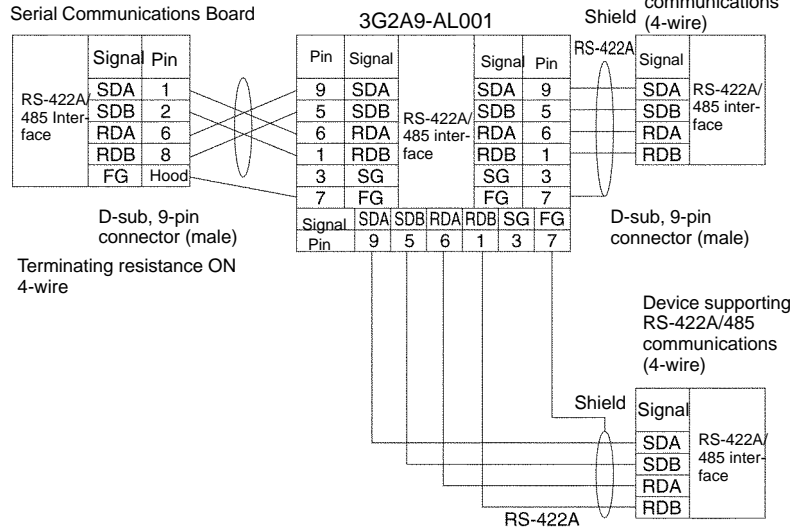 Serial Communications Board
3G2A9-AL001
Shield
communications
(4-wire)
RS-422A
Signal Pin
RS-422A/
485 Inter-
face
SDA 1
SDB 2
RDA 6
RDB 8
FG Hood
D-sub, 9-pin
connector (male)
Terminating resistance ON
4-wire
Pin Signal
9 SDA
5 SDB
6 RDA
1 RDB
3 SG
7 FG
RS-422A/
485 inter-
face
Signal Pin
SDA 9
SDB 5
RDA 6
RDB 1
SG 3
FG 7
Signal SDA SDB RDA RDB SG FG
Pin 9 5 6 1 3 7
Signal
SDA
SDB
RDA
RDB
RS-422A/
485 inter-
face
D-sub, 9-pin
connector (male)
Device supporting
RS-422A/485
communications
(4-wire)
Shield
Signal
SDA
SDB
RDA
RDB
RS-422A/
485 inter-
face
RS-422A